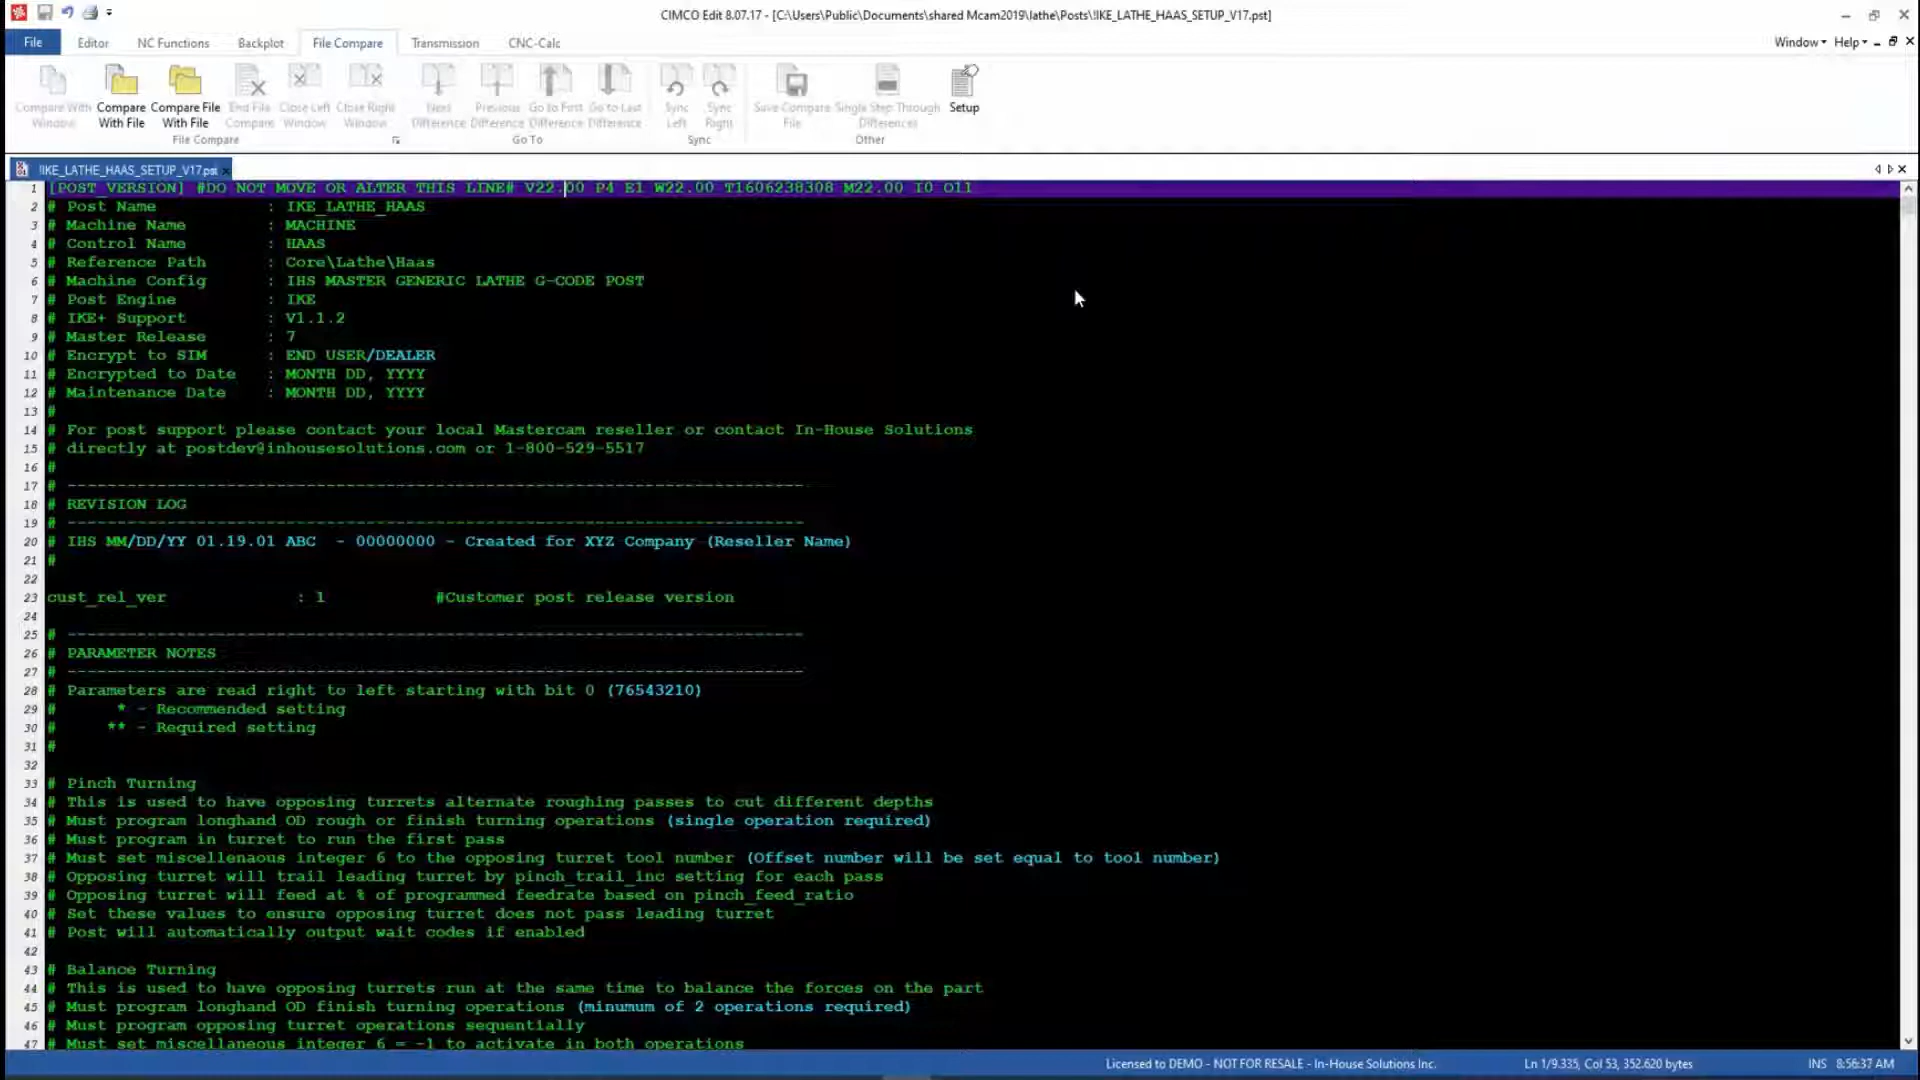 CIMCO Edit 8.07.17 - [C:\Users\Public\Documents\shared Mcam2019\lathe\Posts\!IKE_LATHE_HAAS_SETUP_V17.pst]
File Editor NC Functions Backplot File Compare Transmission CNC-Calc Window Help
Compare With Window
Compare With File
Compare File With File
End File Compare
Close Left Window
Close Right Window
Next Difference
Previous Difference
Go to First Difference
Go to Last Difference
Sync Left
Sync Right
Save Compare File
Single Step Through Differences
Setup
File Compare Go To Sync Other
!IKE_LATHE_HAAS_SETUP_V17.pst
1 [POST_VERSION] #DO NOT MOVE OR ALTER THIS LINE# V22.00 P4 E1 W22.00 T1606238308 M22.00 I0 O11
2 # Post Name : IKE_LATHE_HAAS
3 # Machine Name : MACHINE
4 # Control Name : HAAS
5 # Reference Path : Core\Lathe\Haas
6 # Machine Config : IHS MASTER GENERIC LATHE G-CODE POST
7 # Post Engine : IKE
8 # IKE+ Support : V1.1.2
9 # Master Release : 7
10 # Encrypt to SIM : END USER/DEALER
11 # Encrypted to Date : MONTH DD, YYYY
12 # Maintenance Date : MONTH DD, YYYY
13 #
14 # For post support please contact your local Mastercam reseller or contact In-House Solutions
15 # directly at postdev@inhousesolutions.com or 1-800-529-5517
16 #
17 # --------------------------------------------------------------------------
18 # REVISION LOG
19 # --------------------------------------------------------------------------
20 # IHS MM/DD/YY 01.19.01 ABC - 00000000 - Created for XYZ Company (Reseller Name)
21 #
22
23 cust_rel_ver : 1 #Customer post release version
24
25 # --------------------------------------------------------------------------
26 # PARAMETER NOTES
27 # --------------------------------------------------------------------------
28 # Parameters are read right to left starting with bit 0 (76543210)
29 # * - Recommended setting
30 # ** - Required setting
31 #
32
33 # Pinch Turning
34 # This is used to have opposing turrets alternate roughing passes to cut different depths
35 # Must program longhand OD rough or finish turning operations (single operation required)
36 # Must program in turret to run the first pass
37 # Must set miscellenaous integer 6 to the opposing turret tool number (Offset number will be set equal to tool number)
38 # Opposing turret will trail leading turret by pinch_trail_inc setting for each pass
39 # Opposing turret will feed at % of programmed feedrate based on pinch_feed_ratio
40 # Set these values to ensure opposing turret does not pass leading turret
41 # Post will automatically output wait codes if enabled
42
43 # Balance Turning
44 # This is used to have opposing turrets run at the same time to balance the forces on the part
45 # Must program longhand OD finish turning operations (minumum of 2 operations required)
46 # Must program opposing turret operations sequentially
47 # Must set miscellaneous integer 6 = -1 to activate in both operations
Licensed to DEMO - NOT FOR RESALE - In-House Solutions Inc. Ln 1/9.335, Col 53, 352.620 bytes INS 8:56:37 AM